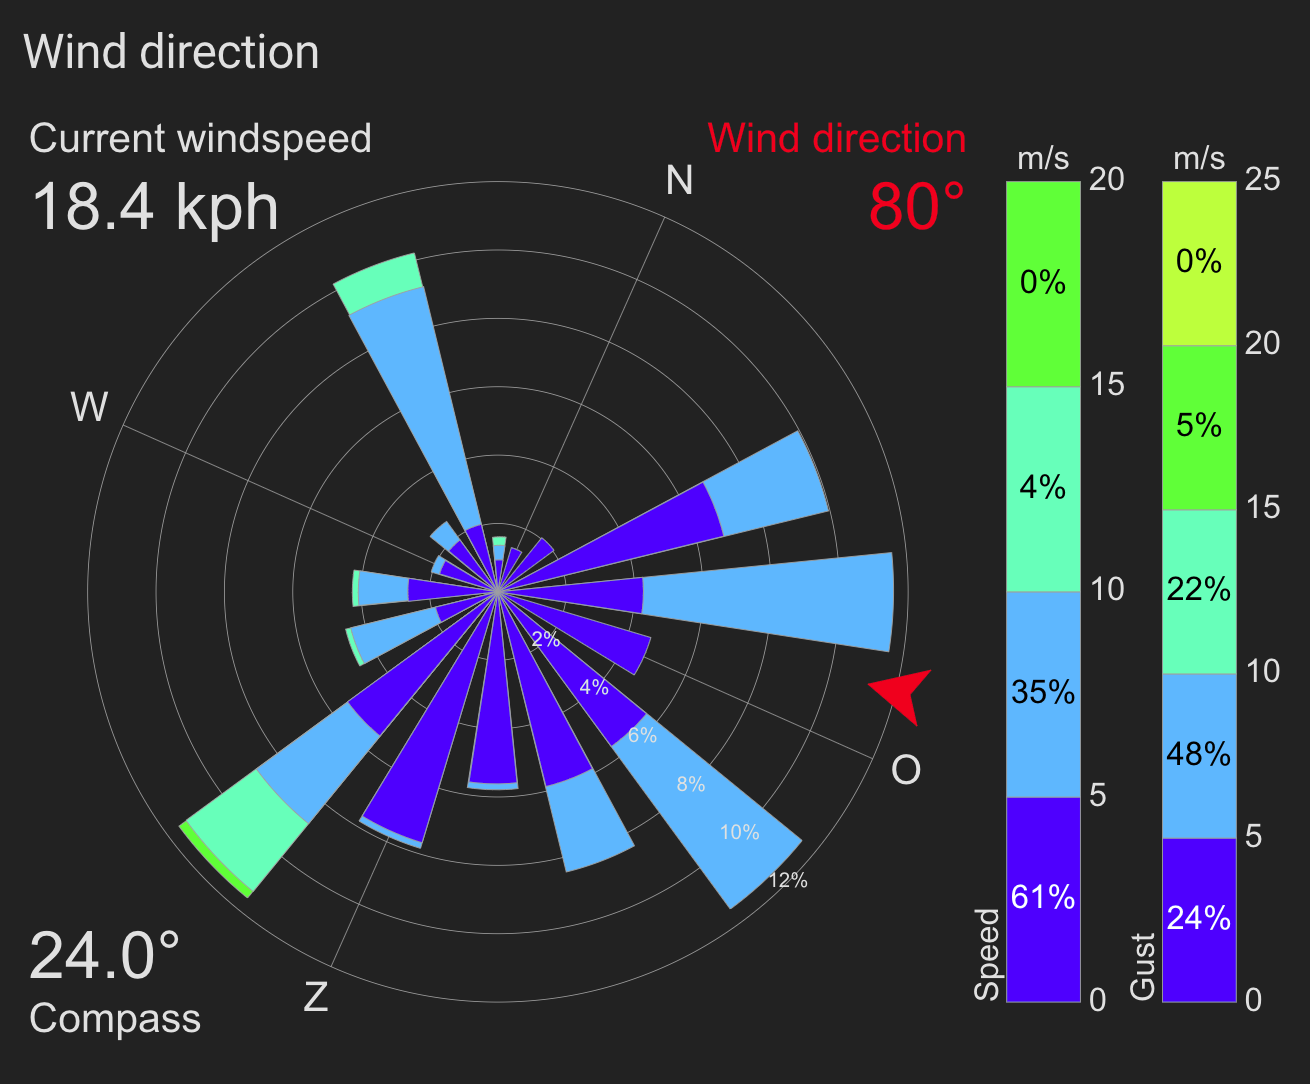 Wind direction
Current windspeed
18.4 kph
Wind direction
80°
N
W
O
Z
2%
4%
6%
8%
10%
12%
24.0°
Compass
m/s
20
0%
15
4%
10
35%
5
61%
0
Speed
m/s
25
0%
20
5%
15
22%
10
48%
5
24%
0
Gust